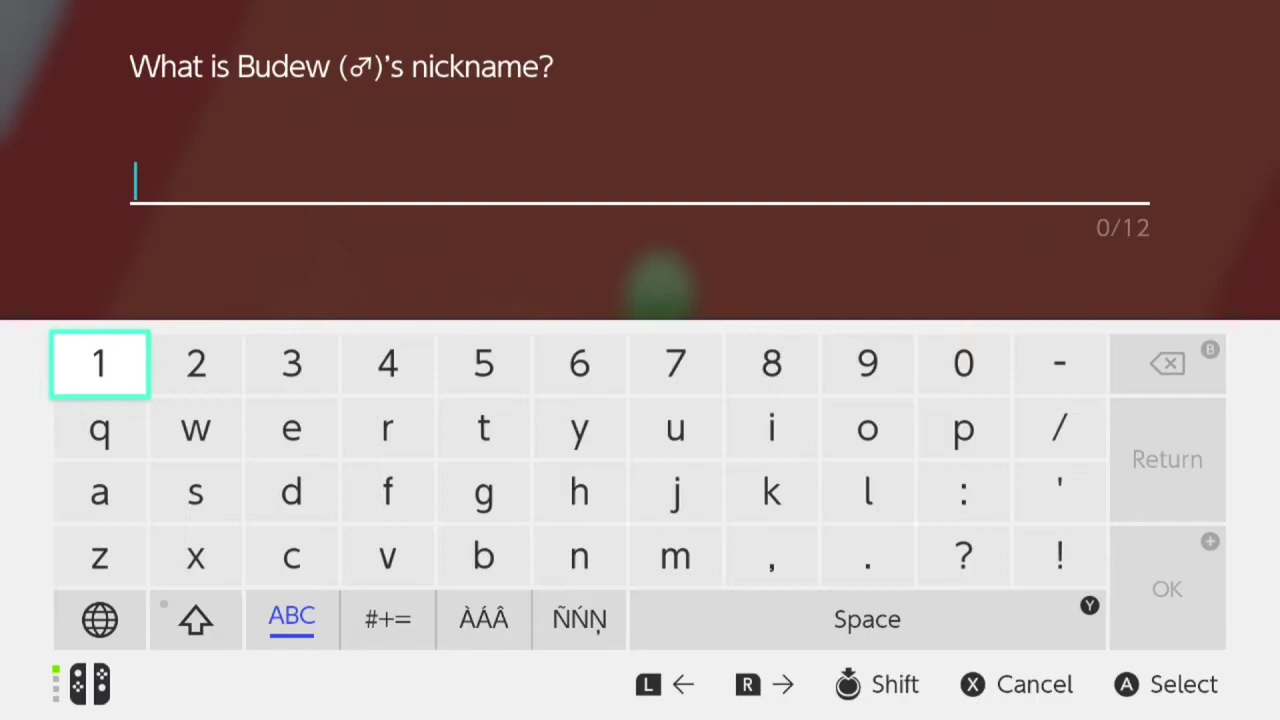 What is Budew (♂)'s nickname?
0/12
1 2 3 4 5 6 7 8 9 0 - B
q w e r t y u i o p / Return
a s d f g h j k l : '
z x c v b n m , . ? ! + OK
ABC #+= ÀÁÂ ÑŃŅ Space Y
L ← R → Shift X Cancel A Select